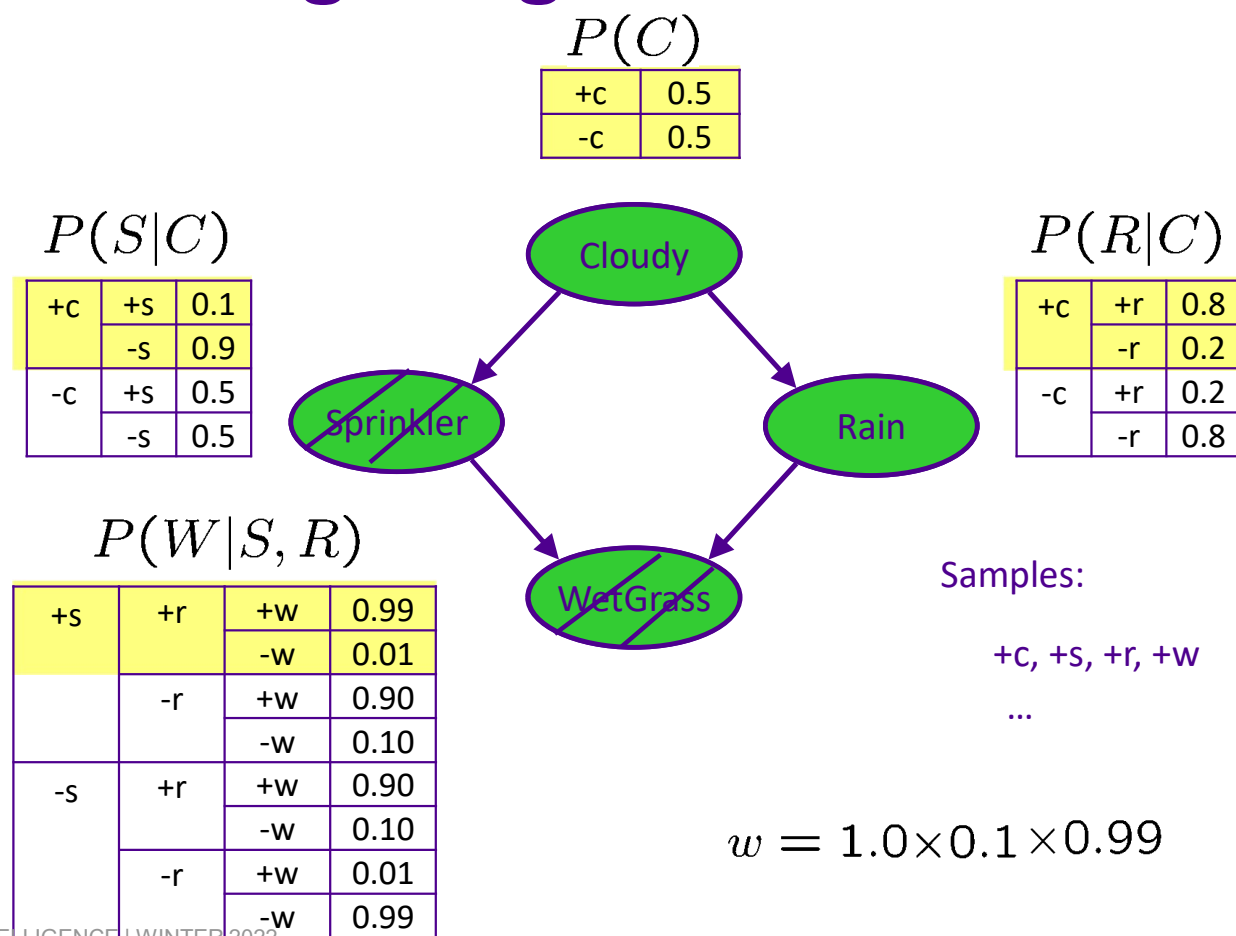 P(C)
+c 0.5
-c 0.5
P(S|C)
+c +s 0.1
-s 0.9
-c +s 0.5
-s 0.5
Cloudy
P(R|C)
+c +r 0.8
-r 0.2
-c +r 0.2
-r 0.8
Sprinkler
Rain
P(W|S, R)
+s +r +w 0.99
-w 0.01
-r +w 0.90
-w 0.10
-s +r +w 0.90
-w 0.10
-r +w 0.01
-w 0.99
WetGrass
Samples:
+c, +s, +r, +w
...
w = 1.0×0.1×0.99